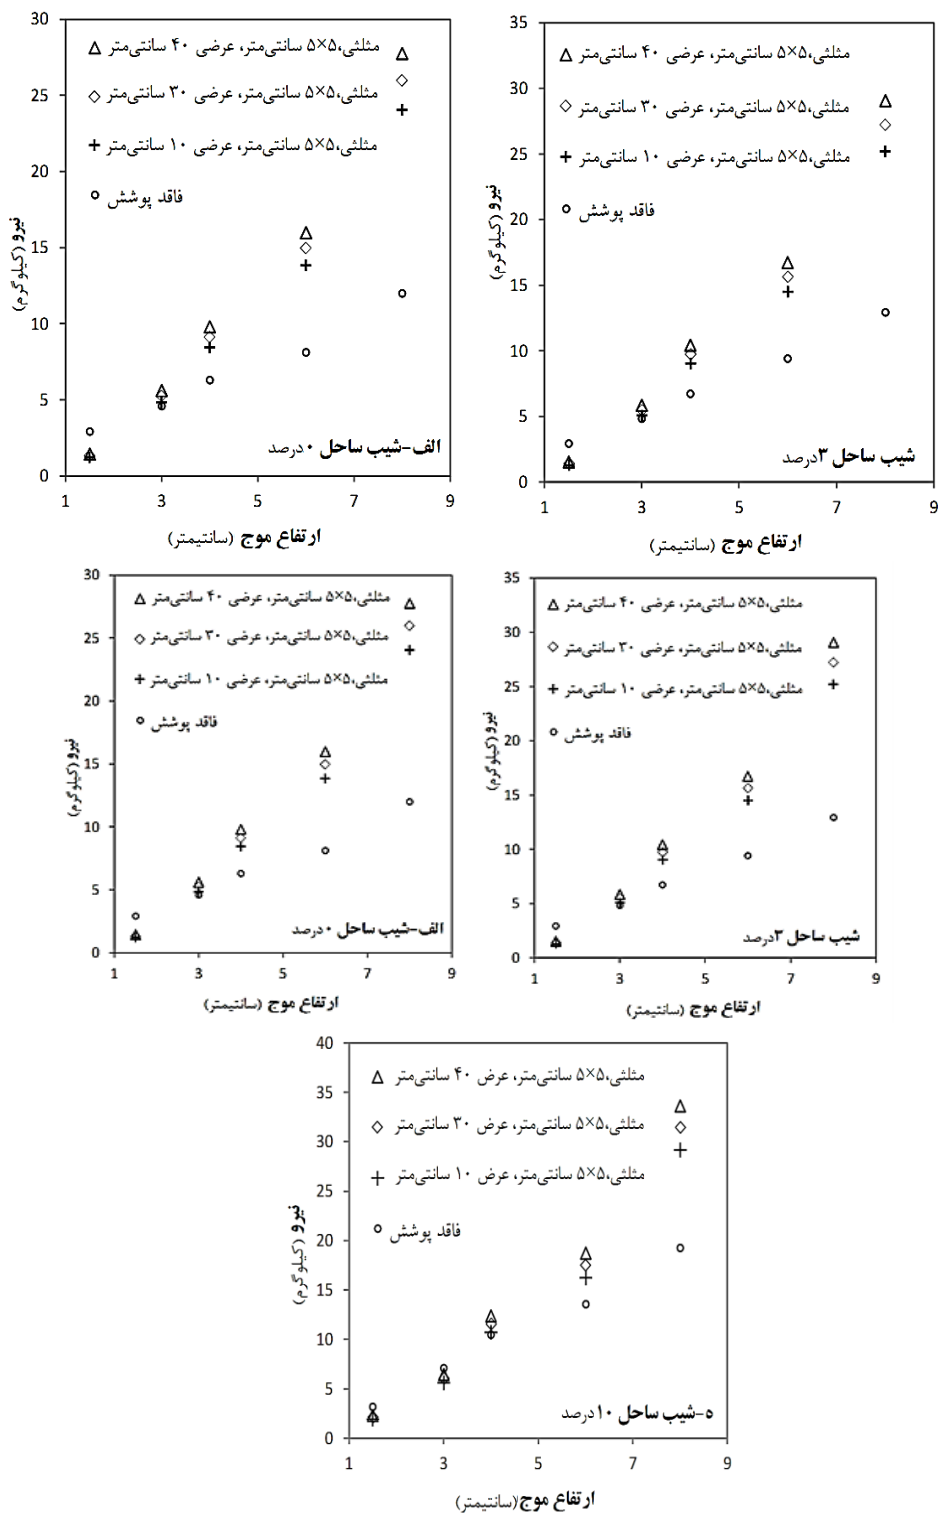 30
25
20
15
10
5
0
1
3
5
7
9
نیرو (کیلوگرم)
مثلثی،۵×۵ سانتی‌متر، عرضی ۴۰ سانتی‌متر
مثلثی،۵×۵ سانتی‌متر، عرضی ۳۰ سانتی‌متر
مثلثی،۵×۵ سانتی‌متر، عرضی ۱۰ سانتی‌متر
فاقد پوشش
الف-شیب ساحل ۰ درصد
ارتفاع موج (سانتیمتر)
35
30
25
20
15
10
5
0
1
3
5
7
9
نیرو (کیلوگرم)
مثلثی،۵×۵ سانتی‌متر، عرضی ۴۰ سانتی‌متر
مثلثی،۵×۵ سانتی‌متر، عرضی ۳۰ سانتی‌متر
مثلثی،۵×۵ سانتی‌متر، عرضی ۱۰ سانتی‌متر
فاقد پوشش
شیب ساحل ۳درصد
ارتفاع موج (سانتیمتر)
30
25
20
15
10
5
0
1
3
5
7
9
نیرو (کیلوگرم)
مثلثی،۵×۵ سانتی‌متر، عرضی ۴۰ سانتی‌متر
مثلثی،۵×۵ سانتی‌متر، عرضی ۳۰ سانتی‌متر
مثلثی،۵×۵ سانتی‌متر، عرضی ۱۰ سانتی‌متر
فاقد پوشش
الف-شیب ساحل ۰درصد
ارتفاع موج (سانتیمتر)
35
30
25
20
15
10
5
0
1
3
5
7
9
نیرو (کیلوگرم)
مثلثی،۵×۵ سانتی‌متر، عرضی ۴۰ سانتی‌متر
مثلثی،۵×۵ سانتی‌متر، عرضی ۳۰ سانتی‌متر
مثلثی،۵×۵ سانتی‌متر، عرضی ۱۰ سانتی‌متر
فاقد پوشش
شیب ساحل ۳درصد
ارتفاع موج (سانتیمتر)
40
35
30
25
20
15
10
5
0
1
3
5
7
9
نیرو (کیلوگرم)
مثلثی،۵×۵ سانتی‌متر، عرض ۴۰ سانتی‌متر
مثلثی،۵×۵ سانتی‌متر، عرض ۳۰ سانتی‌متر
مثلثی،۵×۵ سانتی‌متر، عرض ۱۰ سانتی‌متر
فاقد پوشش
ه-شیب ساحل ۱۰درصد
ارتفاع موج(سانتیمتر)